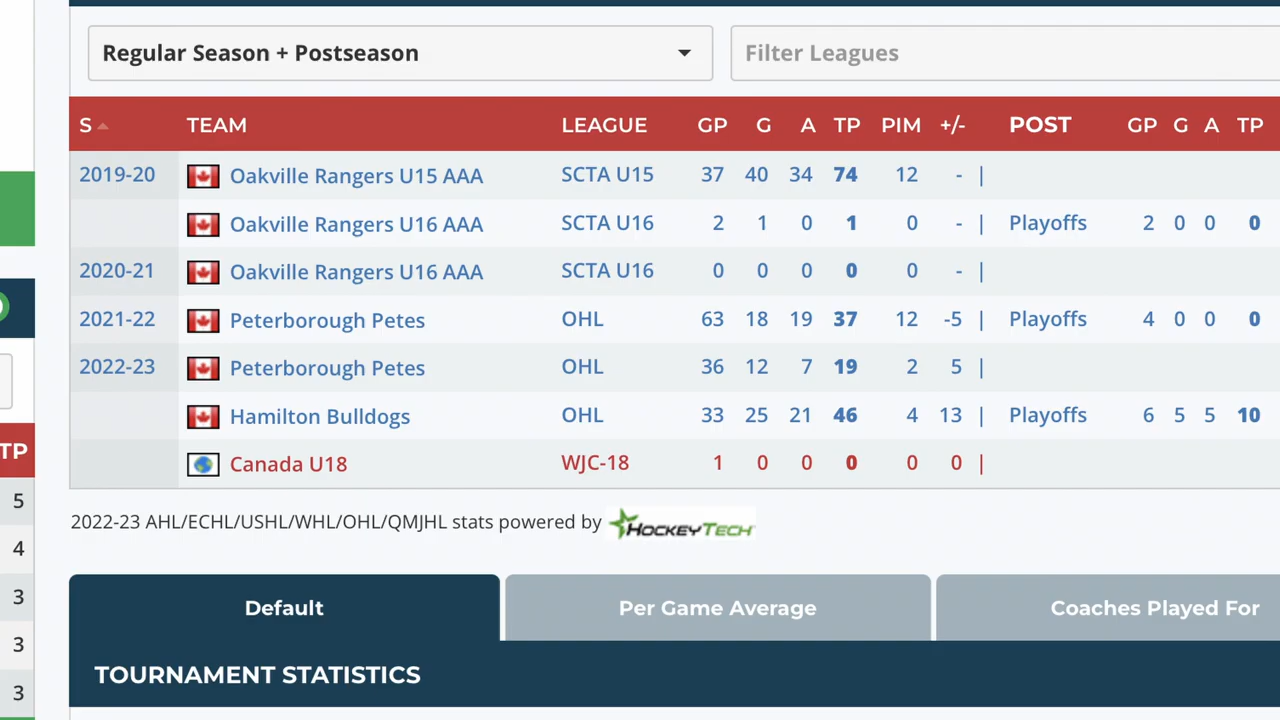 Regular Season + Postseason Filter Leagues
S TEAM LEAGUE GP G A TP PIM +/- POST GP G A TP
2019-20 Oakville Rangers U15 AAA SCTA U15 37 40 34 74 12 - |
Oakville Rangers U16 AAA SCTA U16 2 1 0 1 0 - | Playoffs 2 0 0 0
2020-21 Oakville Rangers U16 AAA SCTA U16 0 0 0 0 0 - |
2021-22 Peterborough Petes OHL 63 18 19 37 12 -5 | Playoffs 4 0 0 0
2022-23 Peterborough Petes OHL 36 12 7 19 2 5 |
Hamilton Bulldogs OHL 33 25 21 46 4 13 | Playoffs 6 5 5 10
TP
Canada U18 WJC-18 1 0 0 0 0 0 |
5
2022-23 AHL/ECHL/USHL/WHL/OHL/QMJHL stats powered by HOCKEYTECH
4
3
Default Per Game Average Coaches Played For
3
TOURNAMENT STATISTICS
3